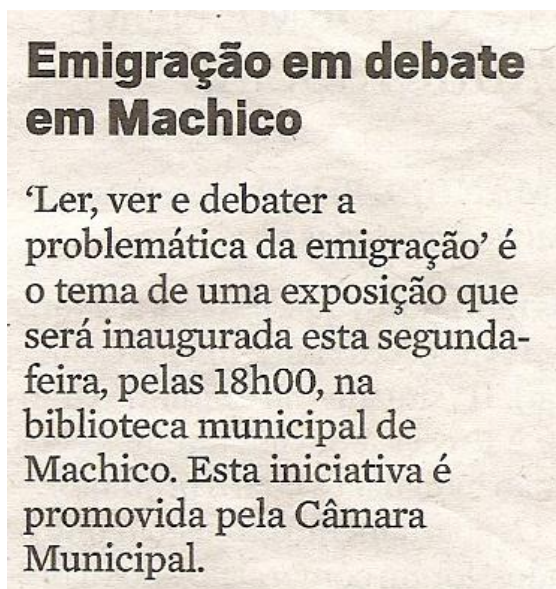 Emigração em debate
em Machico
‘Ler, ver e debater a
problemática da emigração’ é
o tema de uma exposição que
será inaugurada esta segunda-
feira, pelas 18h00, na
biblioteca municipal de
Machico. Esta iniciativa é
promovida pela Câmara
Municipal.